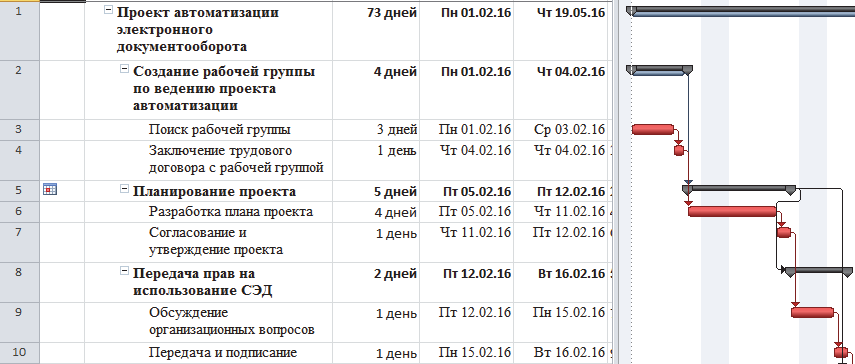 1 Проект автоматизации 73 дней Пн 01.02.16 Чт 19.05.16
электронного
документооборота
2 Создание рабочей группы 4 дней Пн 01.02.16 Чт 04.02.16
по ведению проекта
автоматизации
3 Поиск рабочей группы 3 дней Пн 01.02.16 Ср 03.02.16
4 Заключение трудового 1 день Чт 04.02.16 Чт 04.02.16
договора с рабочей группой
5 Планирование проекта 5 дней Пт 05.02.16 Пт 12.02.16
6 Разработка плана проекта 4 дней Пт 05.02.16 Чт 11.02.16
7 Согласование и 1 день Чт 11.02.16 Пт 12.02.16
утверждение проекта
8 Передача прав на 2 дней Пт 12.02.16 Вт 16.02.16
использование СЭД
9 Обсуждение 1 день Пт 12.02.16 Пн 15.02.16
организационных вопросов
10 Передача и подписание 1 день Пн 15.02.16 Вт 16.02.16